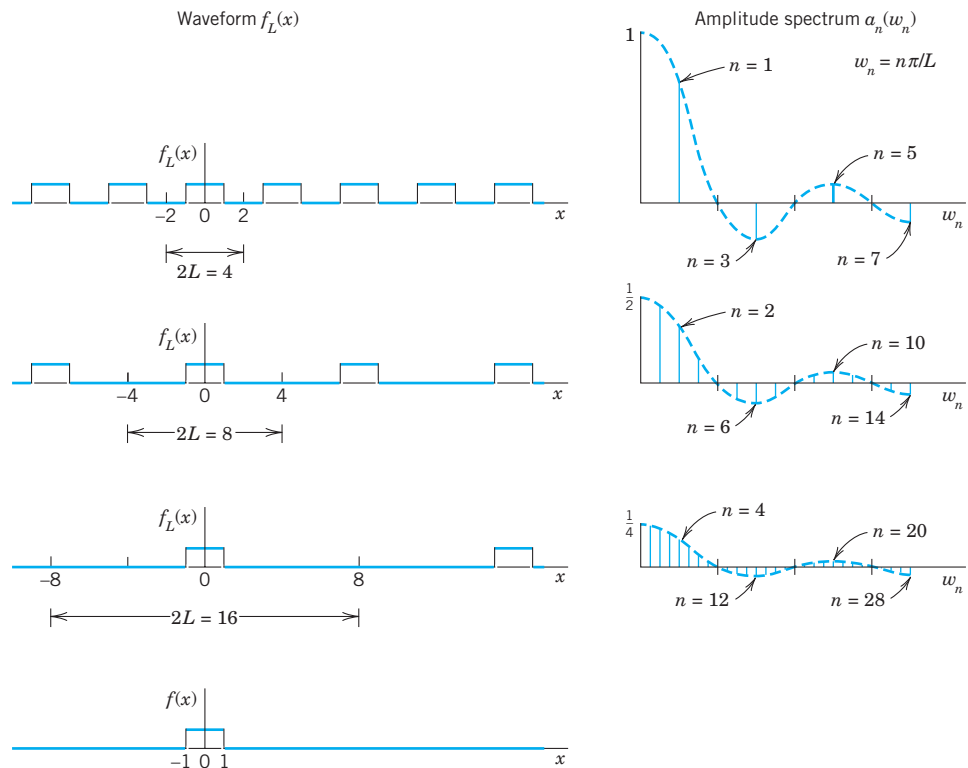 Waveform f_L(x)
Amplitude spectrum a_n(w_n)
1
n = 1
w_n = nπ/L
f_L(x)
n = 5
−2 0 2 x
w_n
n = 3
n = 7
2L = 4
1/2
n = 2
f_L(x)
n = 10
−4 0 4 x
w_n
n = 6
n = 14
2L = 8
1/4
n = 4
f_L(x)
n = 20
−8 0 8 x
w_n
n = 12
n = 28
2L = 16
f(x)
−1 0 1 x